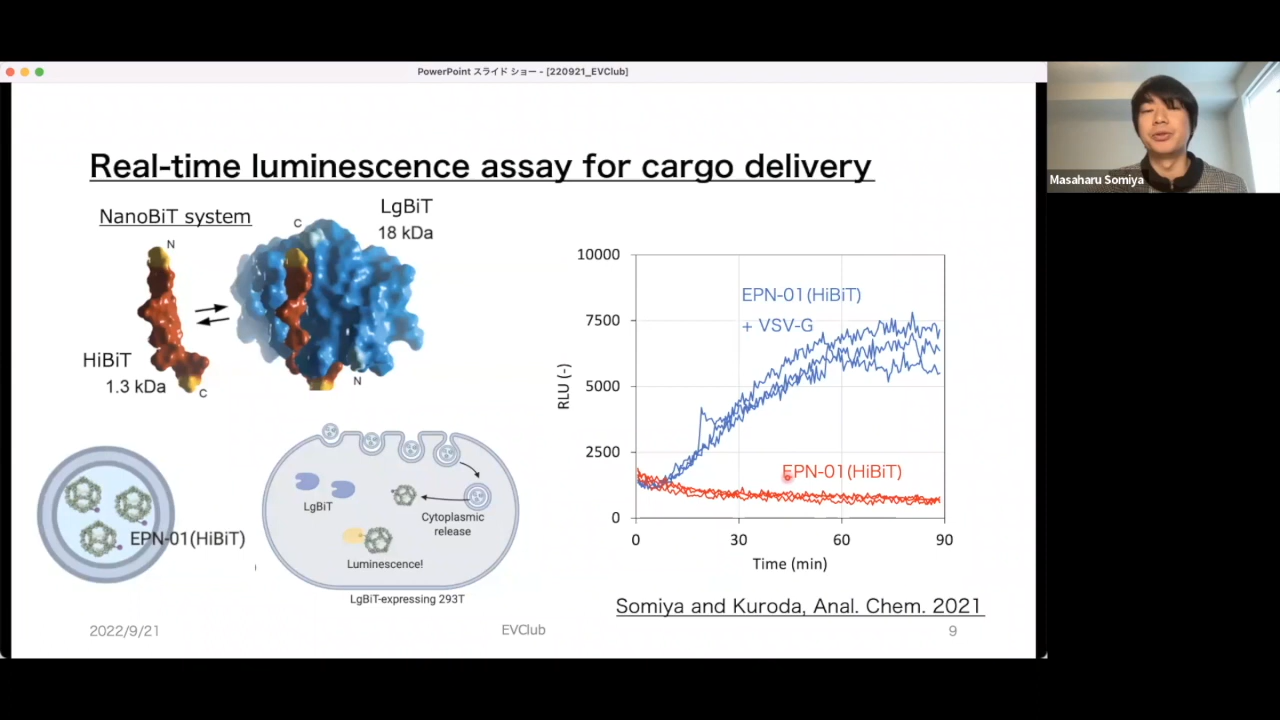 PowerPoint スライド ショー - [220921_EVClub]
Masaharu Somiya
Real-time luminescence assay for cargo delivery
NanoBiT system
LgBiT
18 kDa
N
C
HiBiT
1.3 kDa
C
N
EPN-01(HiBiT)
LgBiT
Cytoplasmic
release
Luminescence!
LgBiT-expressing 293T
10000
7500
5000
2500
0
RLU (-)
EPN-01(HiBiT)
+ VSV-G
EPN-01(HiBiT)
0 30 60 90
Time (min)
Somiya and Kuroda, Anal. Chem. 2021
2022/9/21
EVClub
9